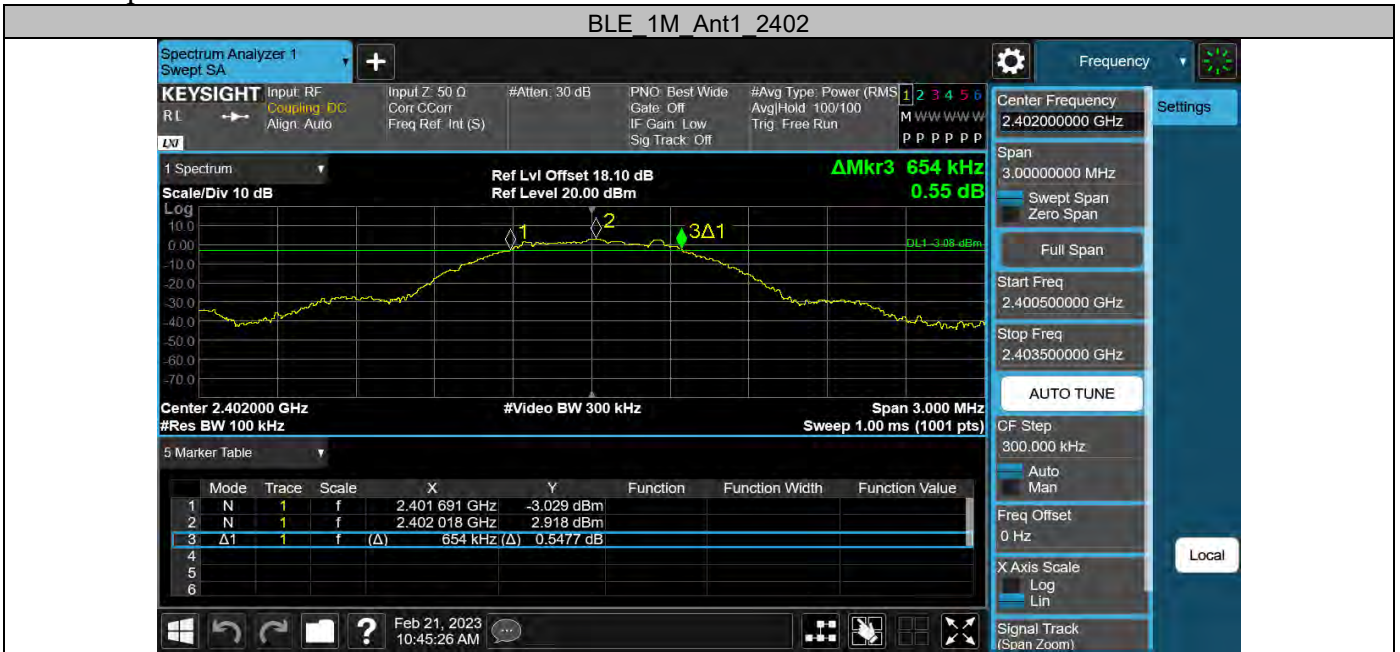 BLE_1M_Ant1_2402
Spectrum Analyzer 1
Swept SA
Frequency
KEYSIGHT
RL
LXI
Input: RF
Coupling: DC
Align: Auto
Input Z: 50 Ω
Corr CCorr
Freq Ref: Int (S)
#Atten: 30 dB
PNO: Best Wide
Gate: Off
IF Gain: Low
Sig Track: Off
#Avg Type: Power (RMS
Avg|Hold: 100/100
Trig: Free Run
1 2 3 4 5 6
M W W W W W
P P P P P P
1 Spectrum
Scale/Div 10 dB
Ref Lvl Offset 18.10 dB
Ref Level 20.00 dBm
ΔMkr3 654 kHz
0.55 dB
Log
10.0
0.00
-10.0
-20.0
-30.0
-40.0
-50.0
-60.0
-70.0
1
2
3Δ1
DL1 -3.08 dBm
Center 2.402000 GHz
#Res BW 100 kHz
#Video BW 300 kHz
Span 3.000 MHz
Sweep 1.00 ms (1001 pts)
5 Marker Table
Mode Trace Scale X Y Function Function Width Function Value
1 N 1 f 2.401 691 GHz -3.029 dBm
2 N 1 f 2.402 018 GHz 2.918 dBm
3 Δ1 1 f (Δ) 654 kHz (Δ) 0.5477 dB
4
5
6
Feb 21, 2023
10:45:26 AM
?
Center Frequency
2.402000000 GHz
Settings
Span
3.00000000 MHz
Swept Span
Zero Span
Full Span
Start Freq
2.400500000 GHz
Stop Freq
2.403500000 GHz
AUTO TUNE
CF Step
300.000 kHz
Auto
Man
Freq Offset
0 Hz
Local
X Axis Scale
Log
Lin
Signal Track
(Span Zoom)